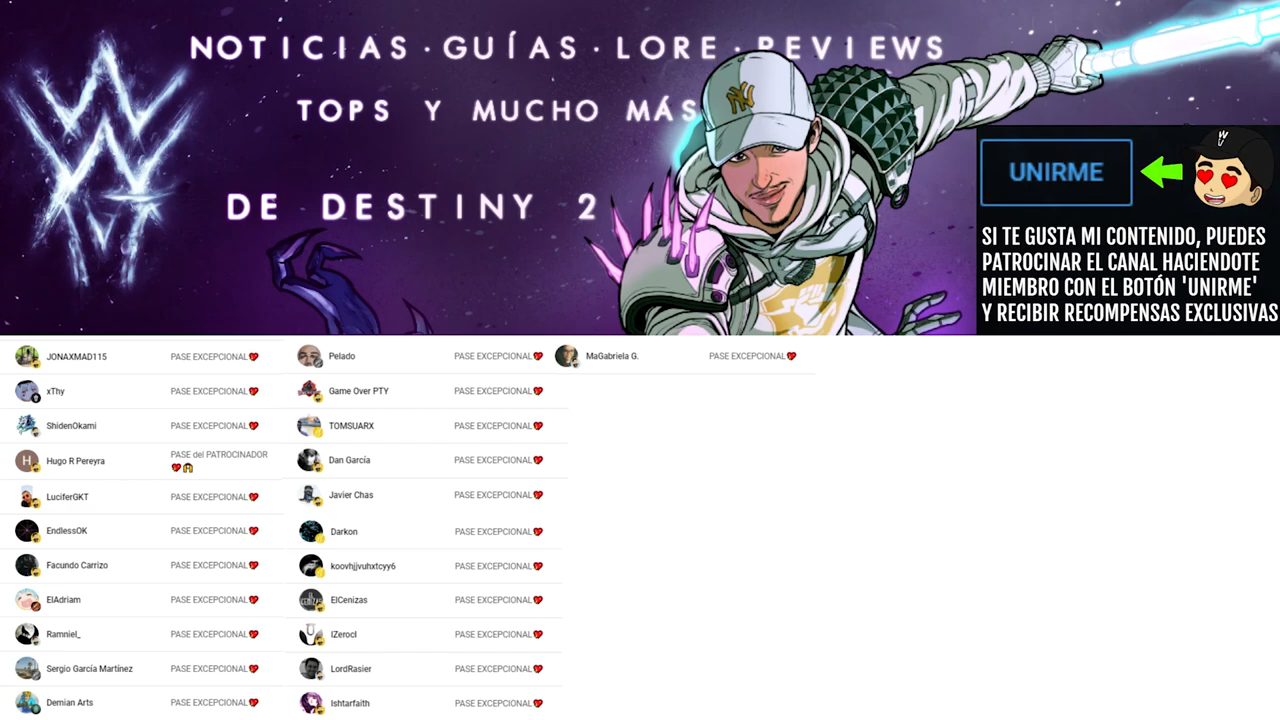 NOTICIAS · GUÍAS · LORE · REVIEWS
TOPS Y MUCHO MÁS
DE DESTINY 2
UNIRME
SI TE GUSTA MI CONTENIDO, PUEDES
PATROCINAR EL CANAL HACIENDOTE
MIEMBRO CON EL BOTÓN 'UNIRME'
Y RECIBIR RECOMPENSAS EXCLUSIVAS
JONAXMAD115 PASE EXCEPCIONAL
xThy PASE EXCEPCIONAL
ShidenOkami PASE EXCEPCIONAL
H Hugo R Pereyra PASE del PATROCINADOR
LuciferGKT PASE EXCEPCIONAL
EndlessOK PASE EXCEPCIONAL
Facundo Carrizo PASE EXCEPCIONAL
ElAdriam PASE EXCEPCIONAL
Ramniel_ PASE EXCEPCIONAL
Sergio García Martínez PASE EXCEPCIONAL
Demian Arts PASE EXCEPCIONAL
Pelado PASE EXCEPCIONAL
Game Over PTY PASE EXCEPCIONAL
TOMSUARX PASE EXCEPCIONAL
Dan García PASE EXCEPCIONAL
Javier Chas PASE EXCEPCIONAL
Darkon PASE EXCEPCIONAL
koovhjjvuhxtcyy6 PASE EXCEPCIONAL
ElCenizas PASE EXCEPCIONAL
IZerocI PASE EXCEPCIONAL
LordRasier PASE EXCEPCIONAL
Ishtarfaith PASE EXCEPCIONAL
MaGabriela G. PASE EXCEPCIONAL